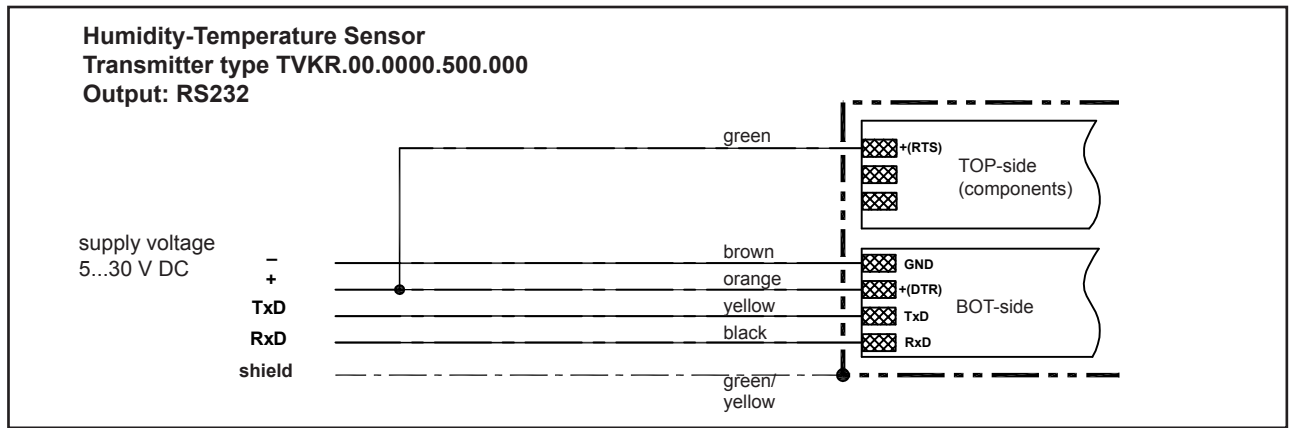 Humidity-Temperature Sensor
Transmitter type TVKR.00.0000.500.000
Output: RS232
green
+(RTS)
TOP-side
(components)
supply voltage
5...30 V DC
–
+
TxD
RxD
shield
brown
orange
yellow
black
green/
yellow
GND
+(DTR)
TxD
RxD
BOT-side